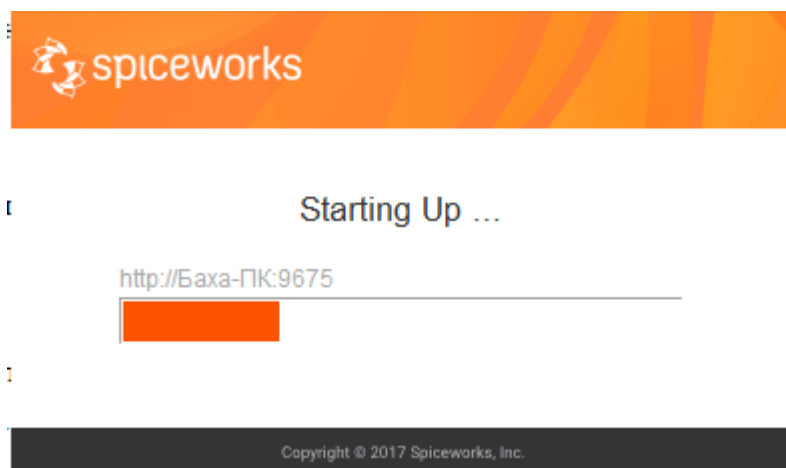 spiceworks
Starting Up ...
http://Баха-ПК:9675
Copyright © 2017 Spiceworks, Inc.